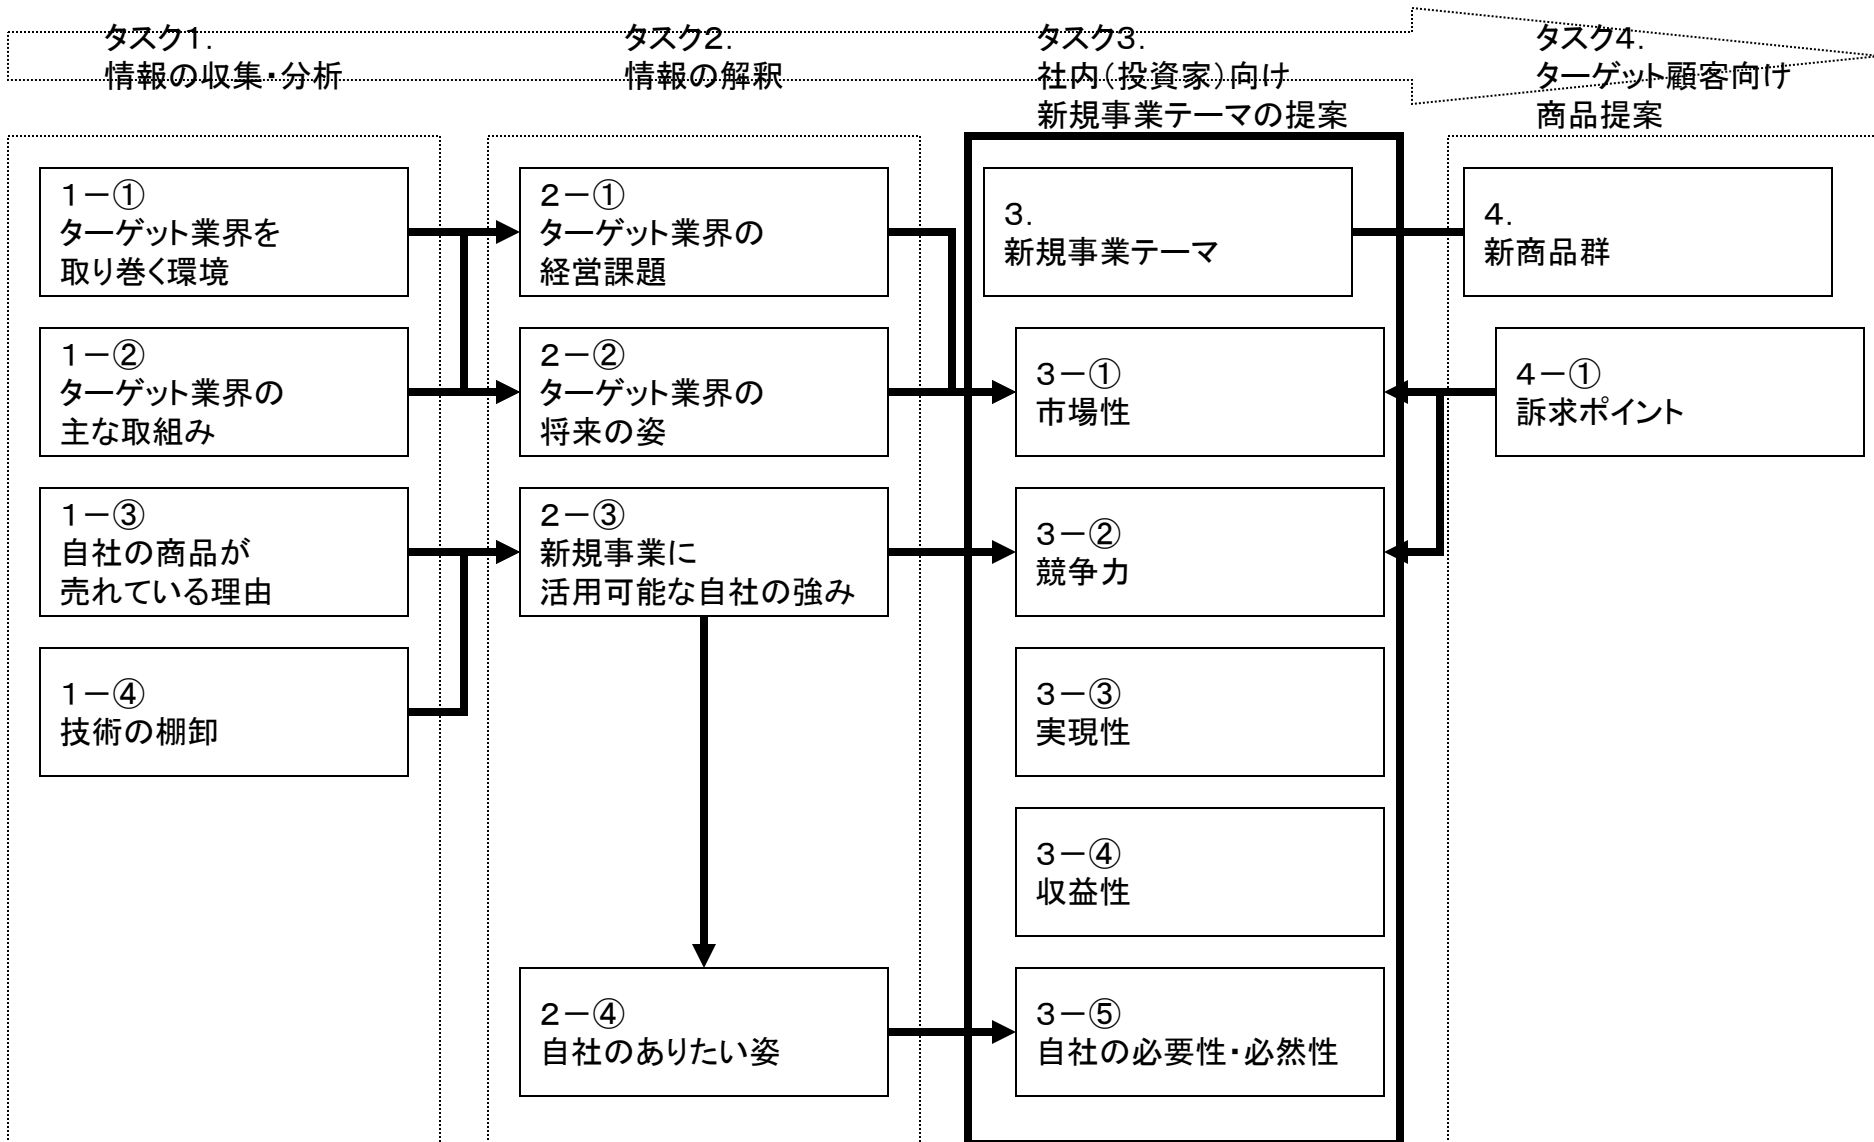 タスク1.
情報の収集・分析
タスク2.
情報の解釈
タスク3.
社内(投資家)向け
新規事業テーマの提案
タスク4.
ターゲット顧客向け
商品提案
1－①
ターゲット業界を
取り巻く環境
1－②
ターゲット業界の
主な取組み
1－③
自社の商品が
売れている理由
1－④
技術の棚卸
2－①
ターゲット業界の
経営課題
2－②
ターゲット業界の
将来の姿
2－③
新規事業に
活用可能な自社の強み
2－④
自社のありたい姿
3.
新規事業テーマ
3－①
市場性
3－②
競争力
3－③
実現性
3－④
収益性
3－⑤
自社の必要性・必然性
4.
新商品群
4－①
訴求ポイント